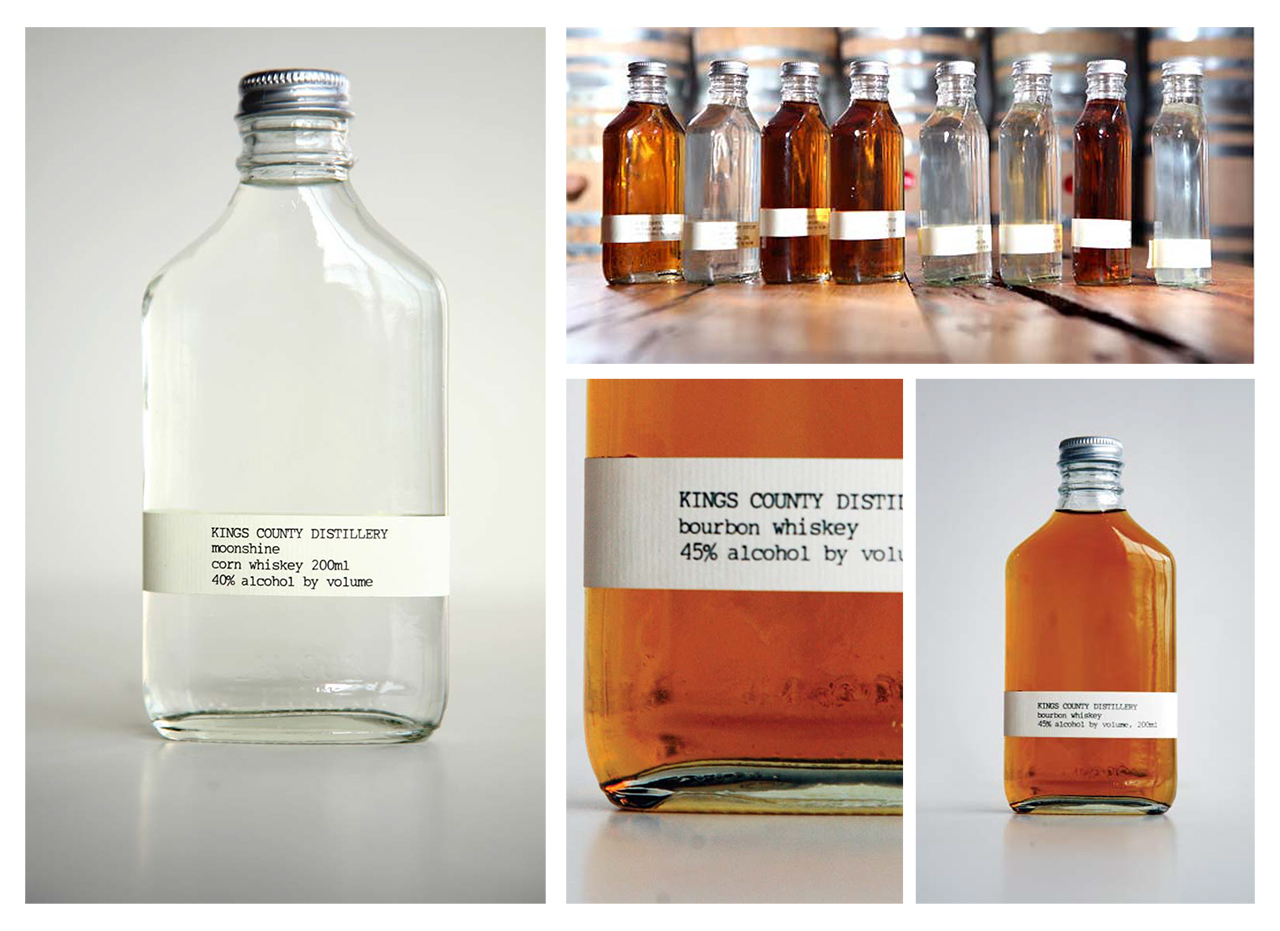 KINGS COUNTY DISTILLERY
moonshine
corn whiskey 200ml
40% alcohol by volume
KINGS COUNTY DISTIL
bourbon whiskey
45% alcohol by volu
KINGS COUNTY DISTILLERY
bourbon whiskey
45% alcohol by volume. 200ml